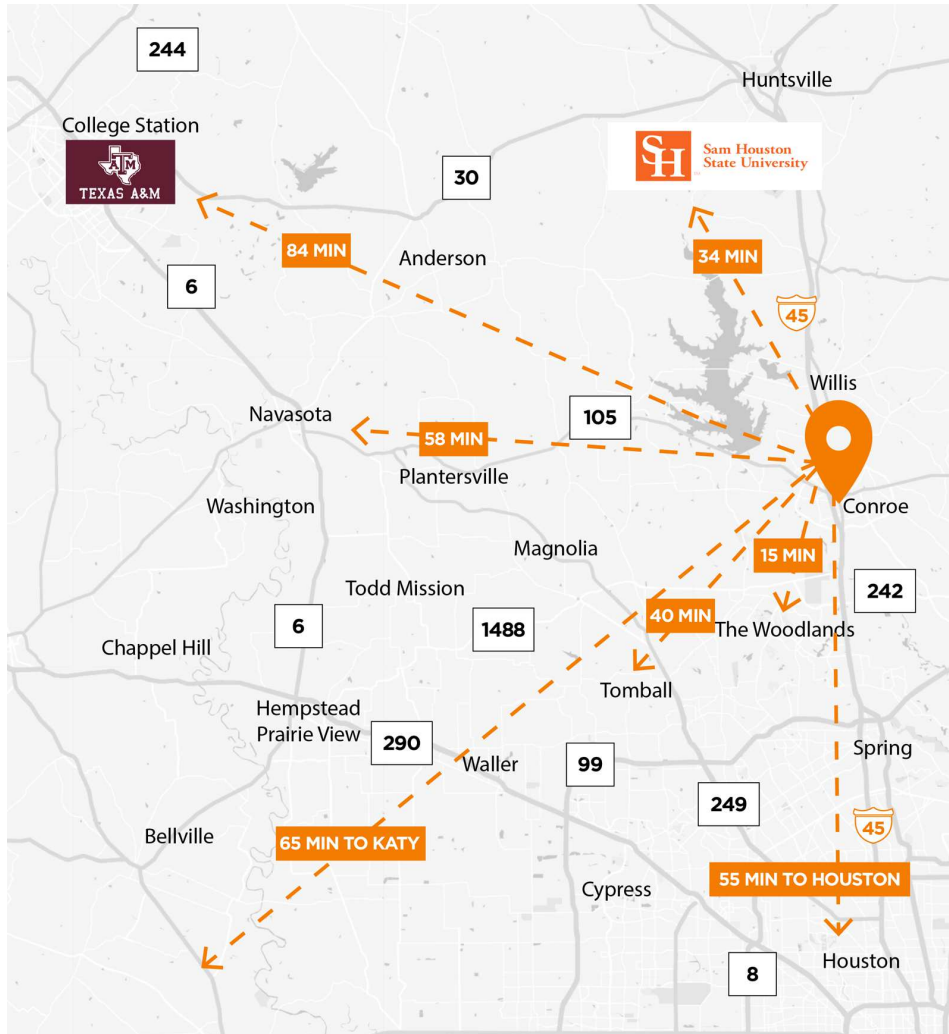 244
Huntsville
College Station
ATM
TEXAS A&M
SH
Sam Houston
State University
30
84 MIN
Anderson
34 MIN
6
45
Willis
Navasota
105
58 MIN
Plantersville
Washington
Conroe
Magnolia
15 MIN
Todd Mission
242
40 MIN
6
1488
The Woodlands
Chappel Hill
Tomball
Hempstead
Prairie View
290
Waller
99
Spring
249
45
Bellville
65 MIN TO KATY
Cypress
55 MIN TO HOUSTON
Houston
8